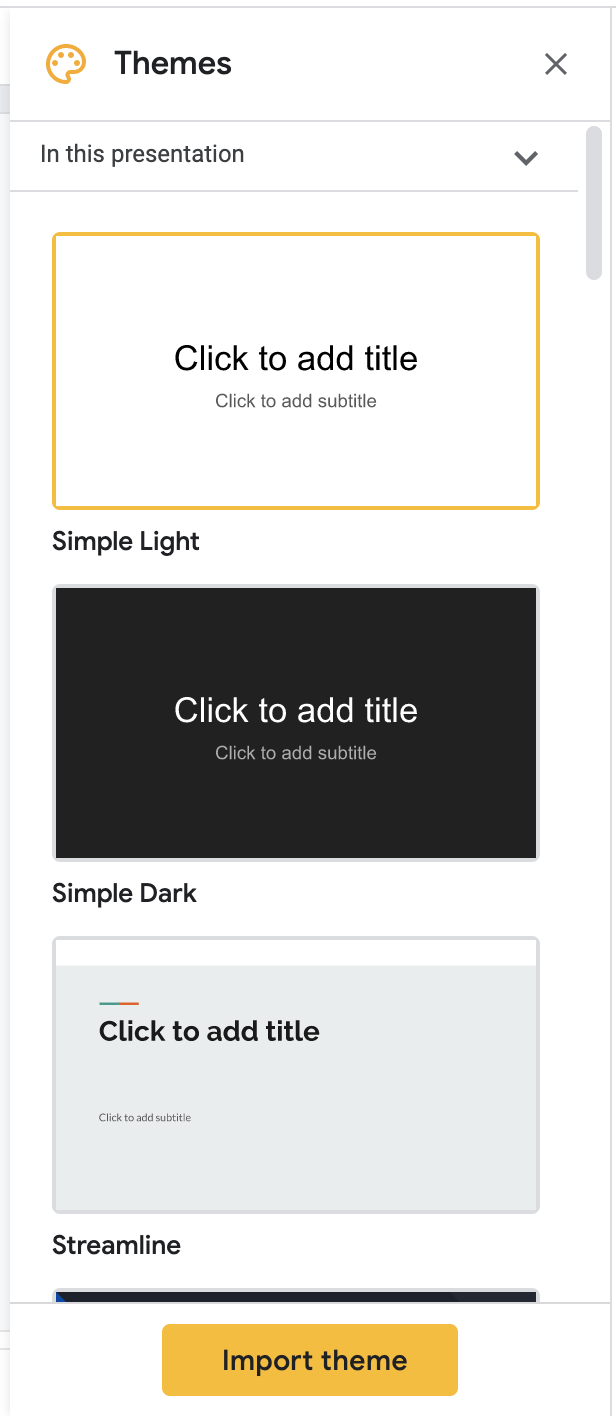 Themes
In this presentation
Click to add title
Click to add subtitle
Simple Light
Click to add title
Click to add subtitle
Simple Dark
Click to add title
Click to add subtitle
Streamline
Import theme